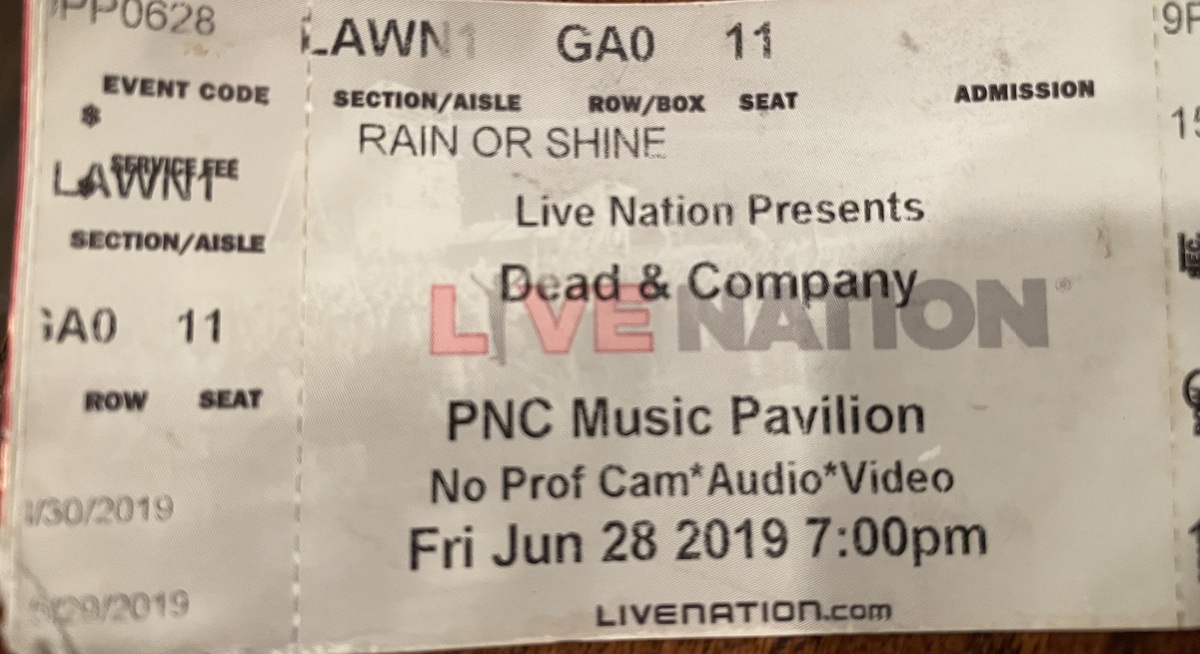 PP0628
EVENT CODE
$
SERVICE FEE
LAWN1
SECTION/AISLE
GA0 11
ROW SEAT
/30/2019
/29/2019
LAWN1 GA0 11
SECTION/AISLE ROW/BOX SEAT ADMISSION
RAIN OR SHINE
Live Nation Presents
Dead & Company
LIVE NATION®
PNC Music Pavilion
No Prof Cam*Audio*Video
Fri Jun 28 2019 7:00pm
LIVENATION.com